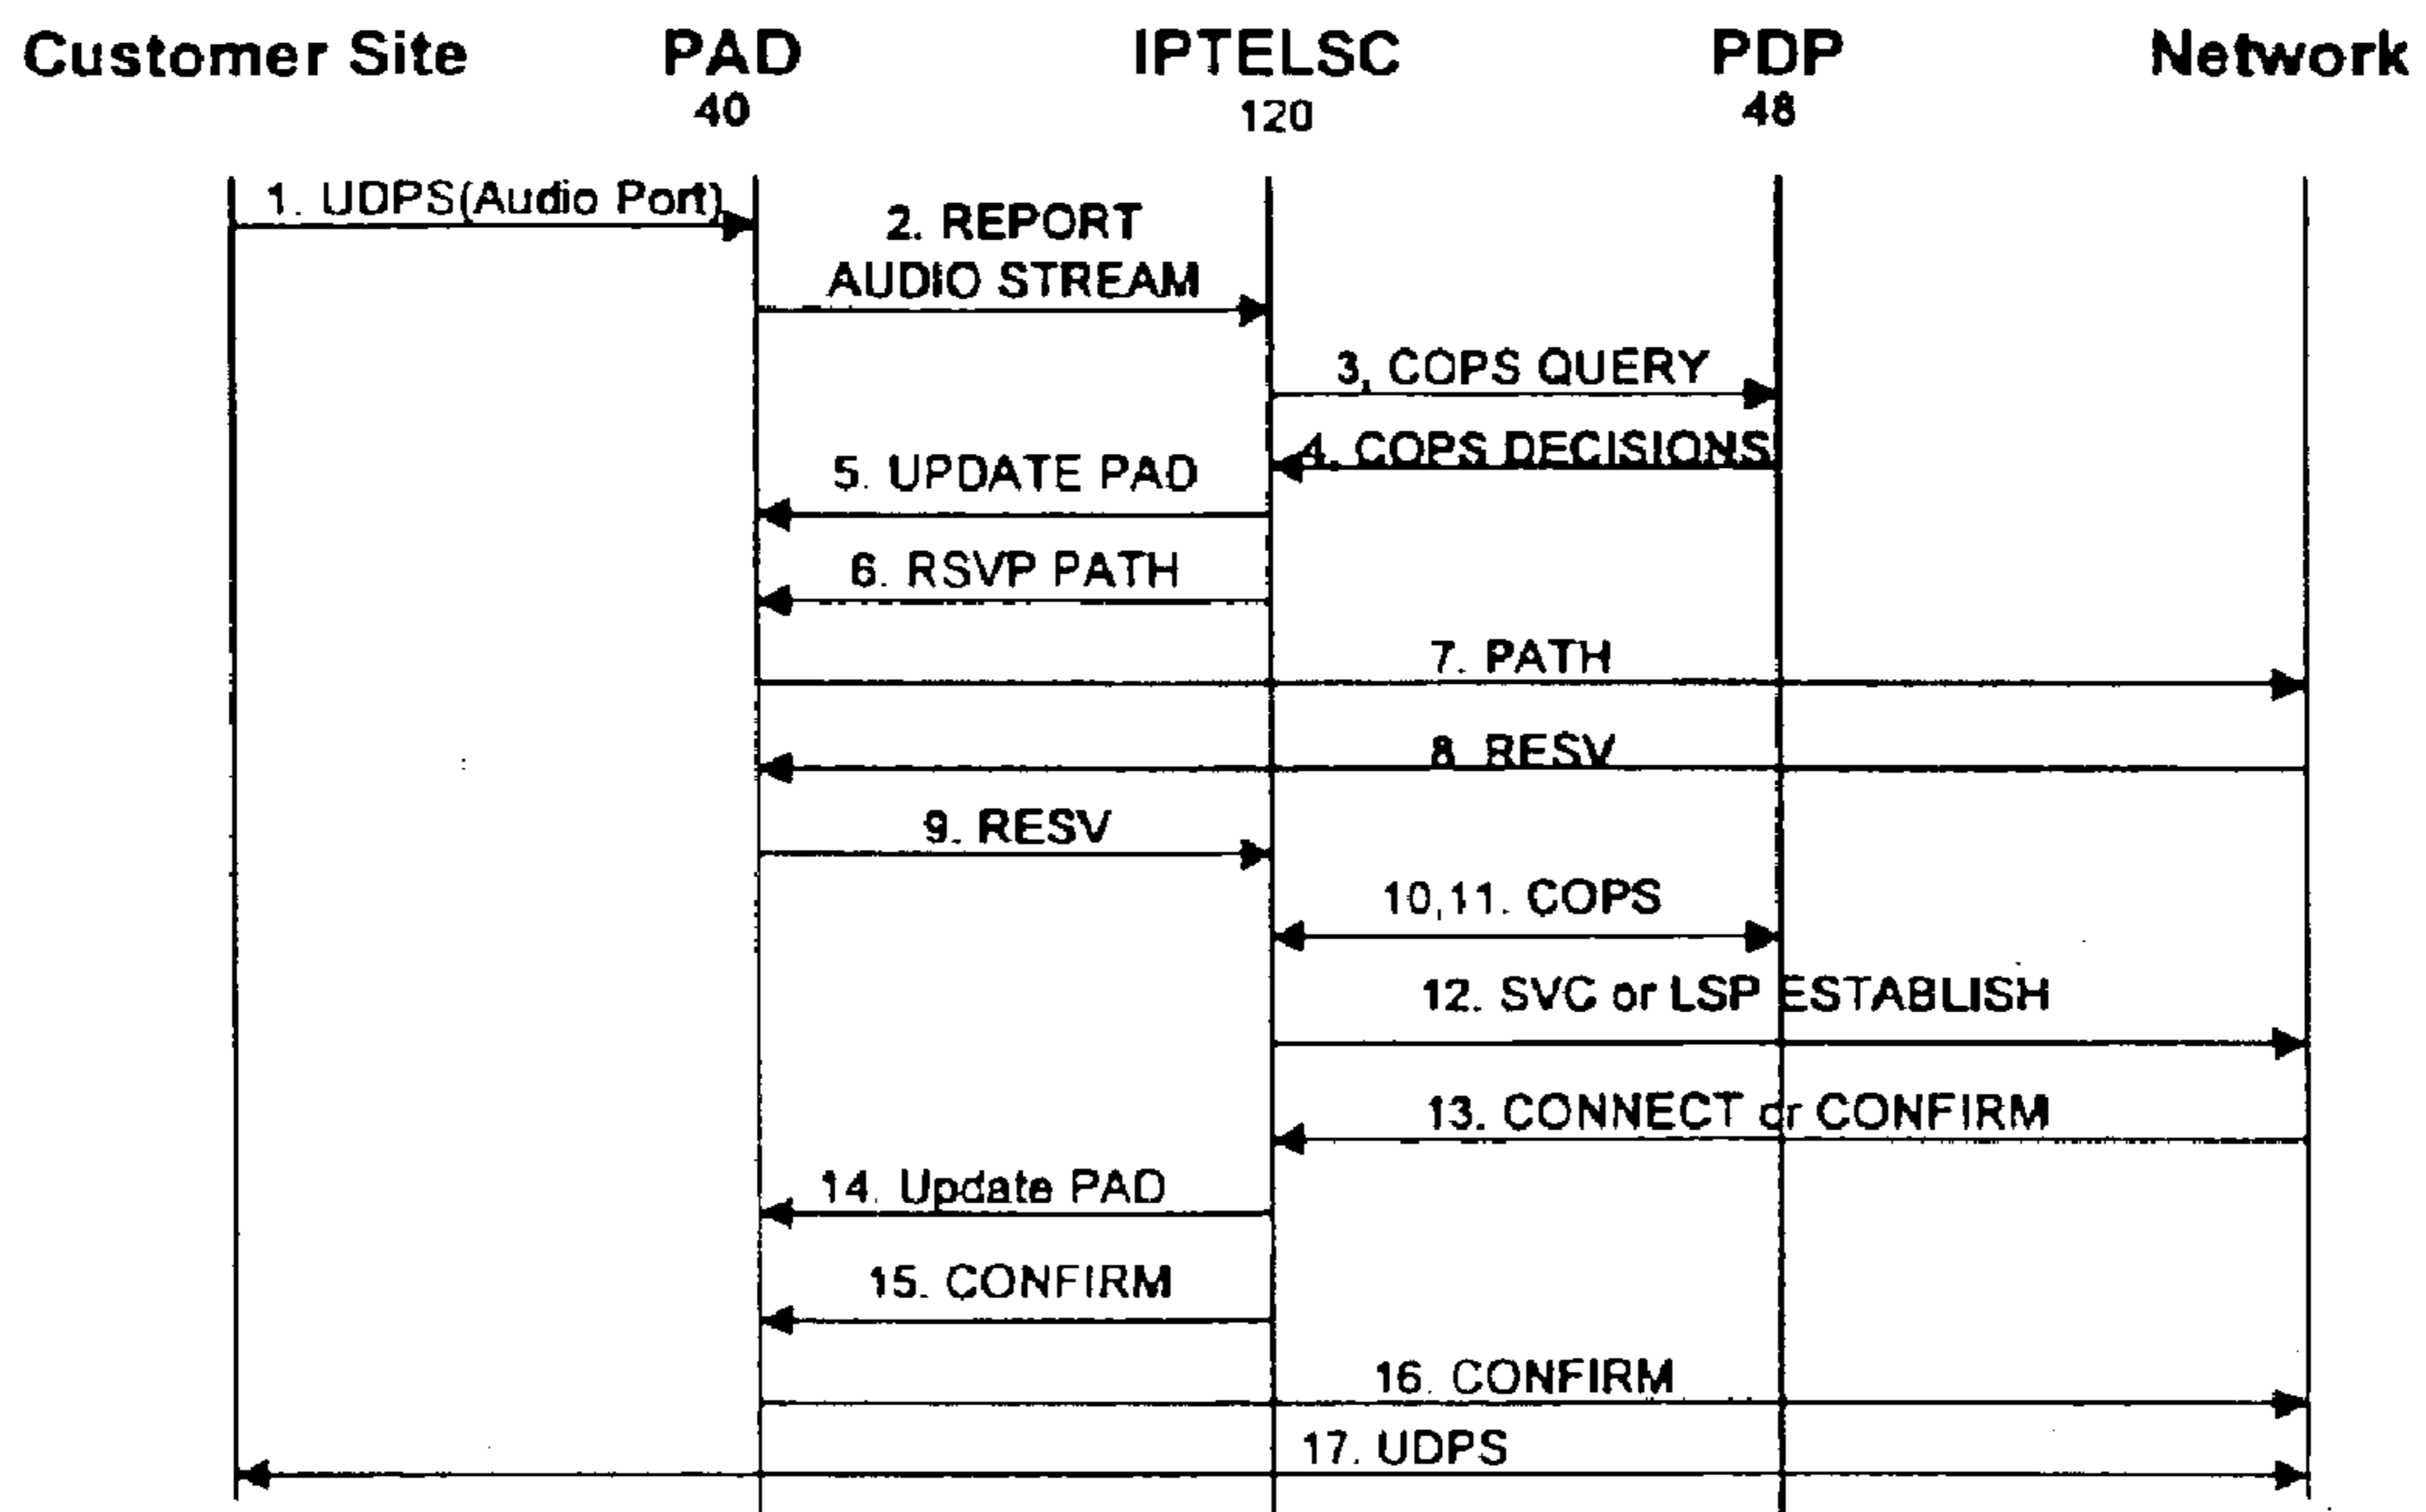 Customer Site PAD IPTELSC PDP Network
40 120 48
1. UDPS(Audio Port)
2. REPORT
AUDIO STREAM
3. COPS QUERY
4. COPS DECISIONS
5. UPDATE PAD
6. RSVP PATH
7. PATH
8. RESV
9. RESV
10,11. COPS
12. SVC or LSP ESTABLISH
13. CONNECT or CONFIRM
14. Update PAD
15. CONFIRM
16. CONFIRM
17. UDPS